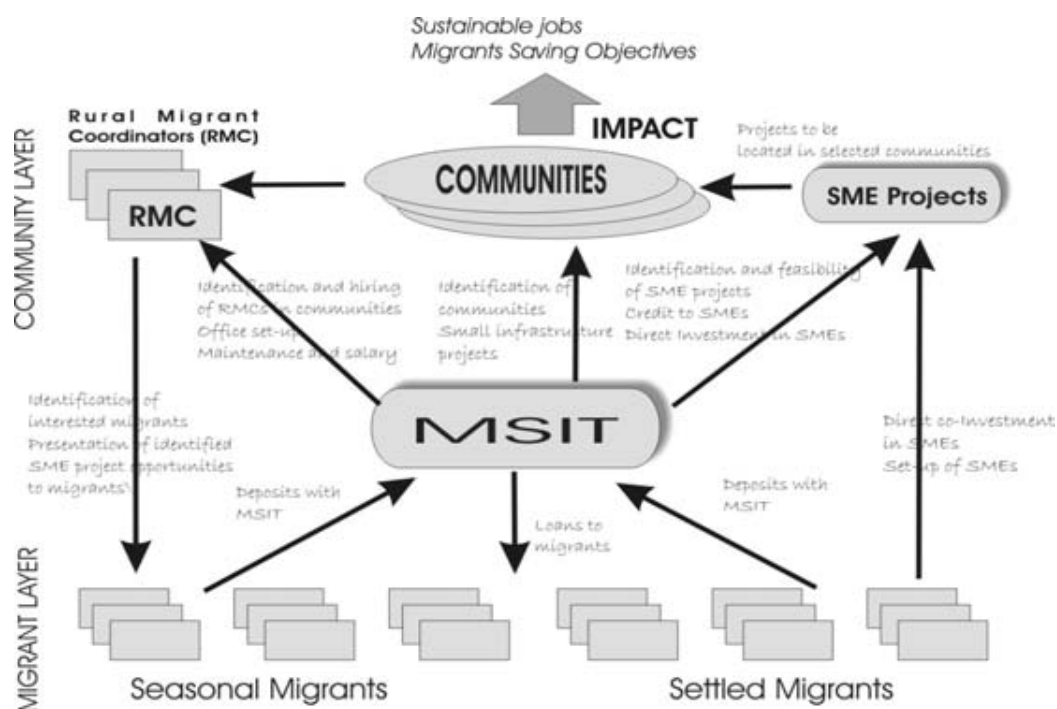 Sustainable jobs
Migrants Saving Objectives
Rural Migrant
Coordinators (RMC)
IMPACT
Projects to be
located in selected communities
COMMUNITY LAYER
COMMUNITIES
SME Projects
RMC
Identification and hiring
of RMCs in communities
Office set-up
Maintenance and salary
Identification of
communities
Small infrastructure
projects
Identification and feasibility
of SME projects
Credit to SMEs
Direct Investment in SMEs
MSIT
Identification of
interested migrants
Presentation of identified
SME project opportunities
to migrants\
Direct co-Investment
in SMEs
Set-up of SMEs
Deposits with
MSIT
Loans to
migrants
Deposits with
MSIT
MIGRANT LAYER
Seasonal Migrants
Settled Migrants